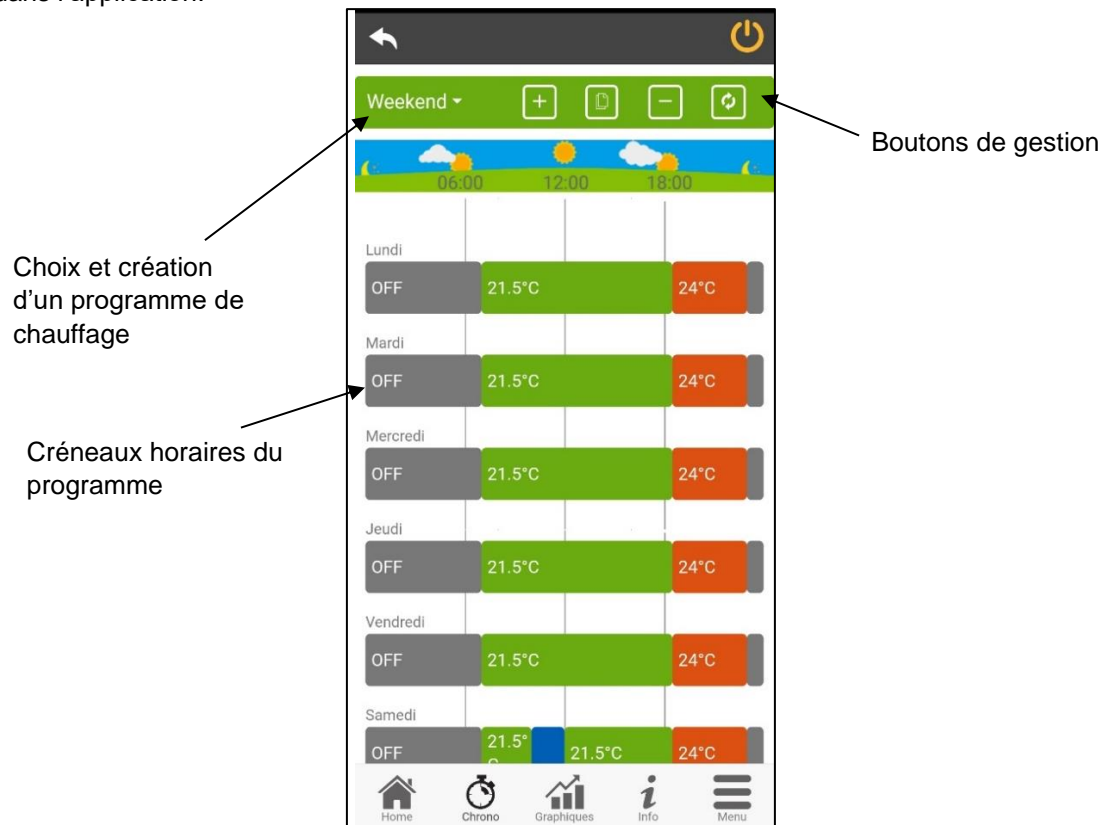 dans l'application.
Weekend
Boutons de gestion
06:00 12:00 18:00
Choix et création
d'un programme de
chauffage
Lundi
OFF 21.5°C 24°C
Mardi
OFF 21.5°C 24°C
Créneaux horaires du
programme
Mercredi
OFF 21.5°C 24°C
Jeudi
OFF 21.5°C 24°C
Vendredi
OFF 21.5°C 24°C
Samedi
OFF 21.5° 21.5°C 24°C
Home Chrono Graphiques Info Menu